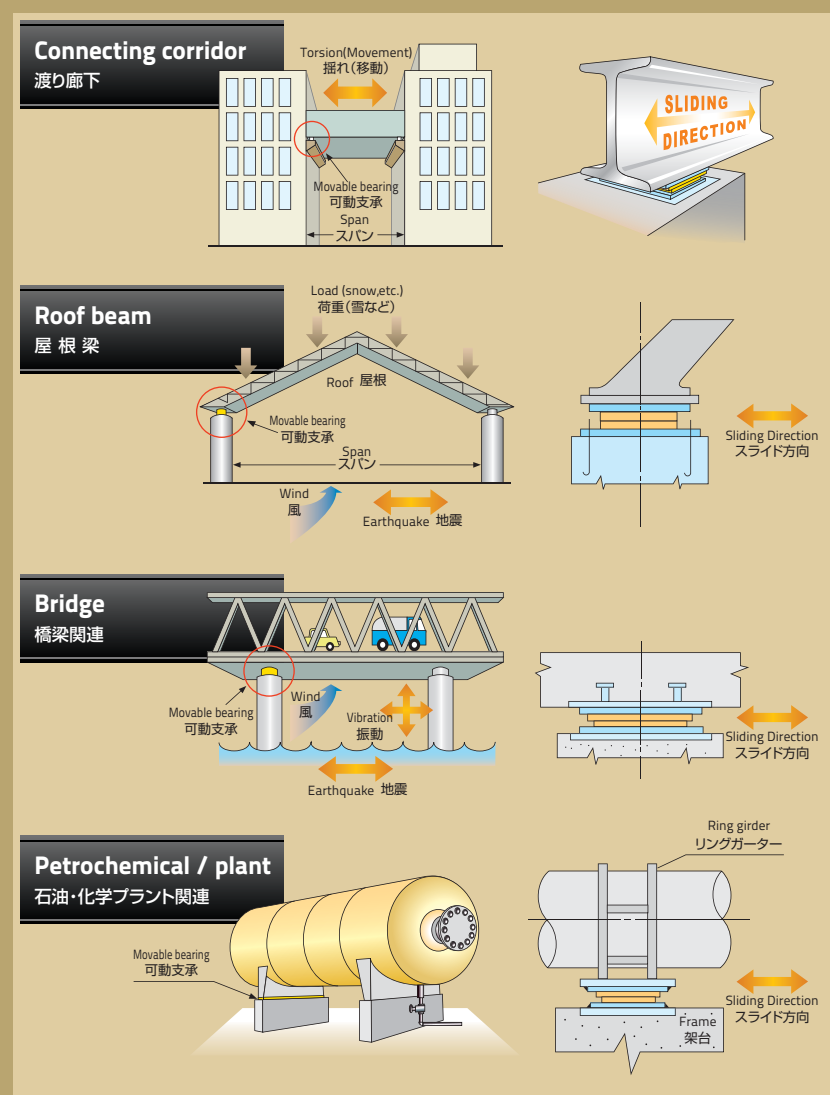 Connecting corridor
渡り廊下
Torsion(Movement)
揺れ(移動)
Movable bearing
可動支承
Span
スパン
SLIDING
DIRECTION
Roof beam
屋根梁
Load (snow,etc.)
荷重(雪など)
Roof 屋根
Movable bearing
可動支承
Span
スパン
Wind
風
Earthquake 地震
Sliding Direction
スライド方向
Bridge
橋梁関連
Movable bearing
可動支承
Wind
風
Vibration
振動
Earthquake 地震
Sliding Direction
スライド方向
Petrochemical / plant
石油・化学プラント関連
Movable bearing
可動支承
Ring girder
リングガーター
Sliding Direction
スライド方向
Frame
架台